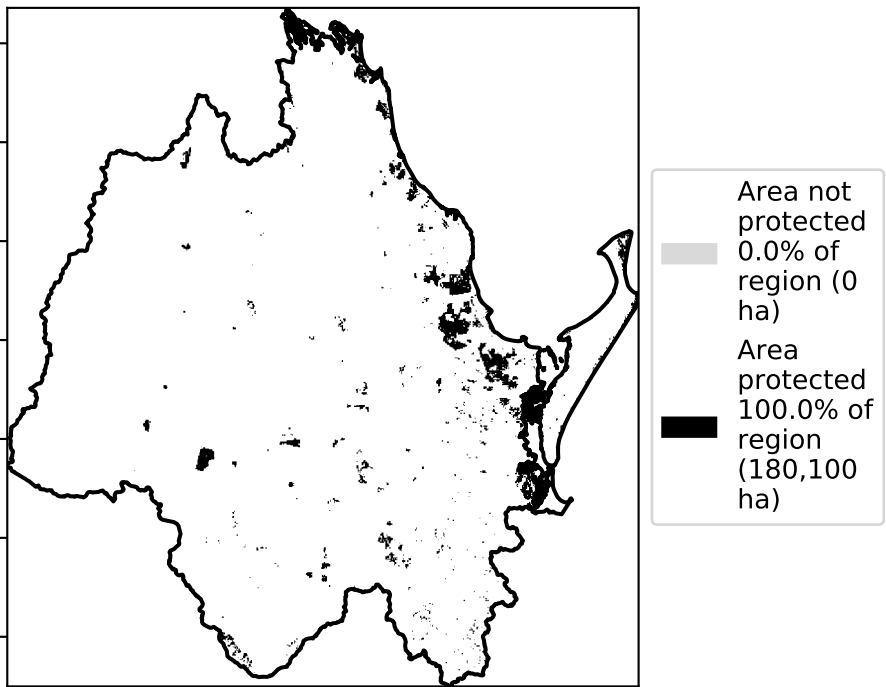 Area not
protected
0.0% of
region (0
ha)
Area
protected
100.0% of
region
(180,100
ha)